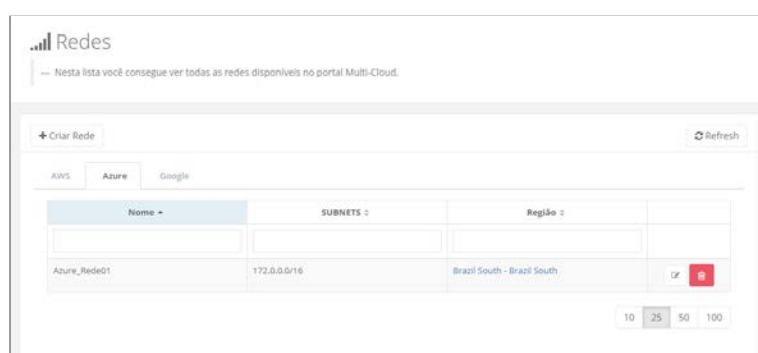 Redes
— Nesta lista você consegue ver todas as redes disponíveis no portal Multi-Cloud.
Criar Rede
Refresh
AWS Azure Google
Nome SUBNETS Região
Azure_Rede01 172.0.0.0/16 Brazil South - Brazil South
10 25 50 100